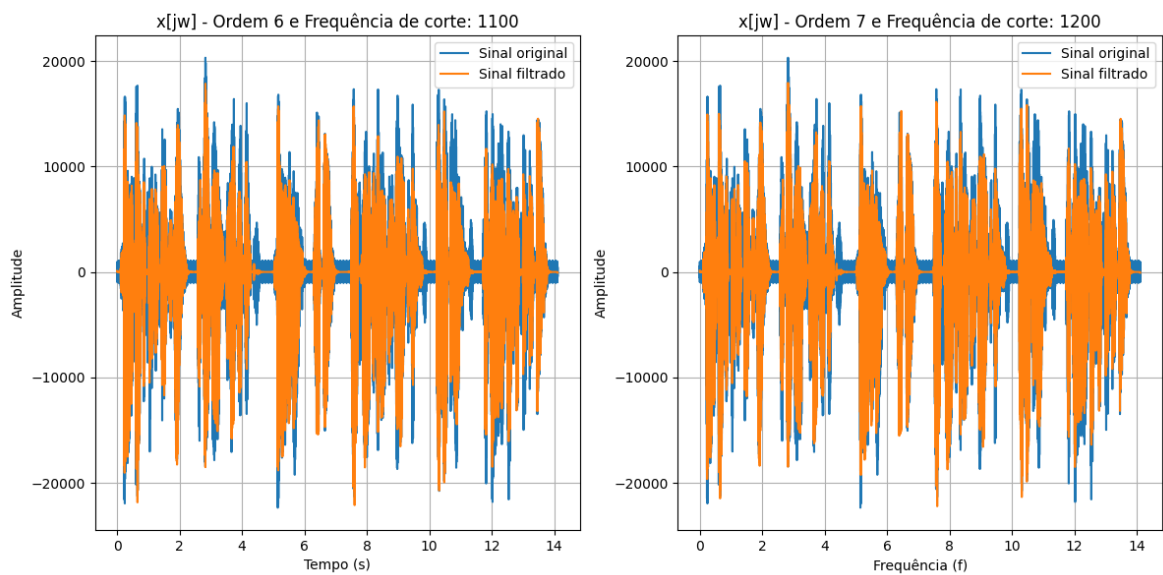 x[jw] - Ordem 6 e Frequência de corte: 1100
Sinal original
Sinal filtrado
20000
10000
0
−10000
−20000
Amplitude
0 2 4 6 8 10 12 14
Tempo (s)
x[jw] - Ordem 7 e Frequência de corte: 1200
Sinal original
Sinal filtrado
20000
10000
0
−10000
−20000
Amplitude
0 2 4 6 8 10 12 14
Frequência (f)